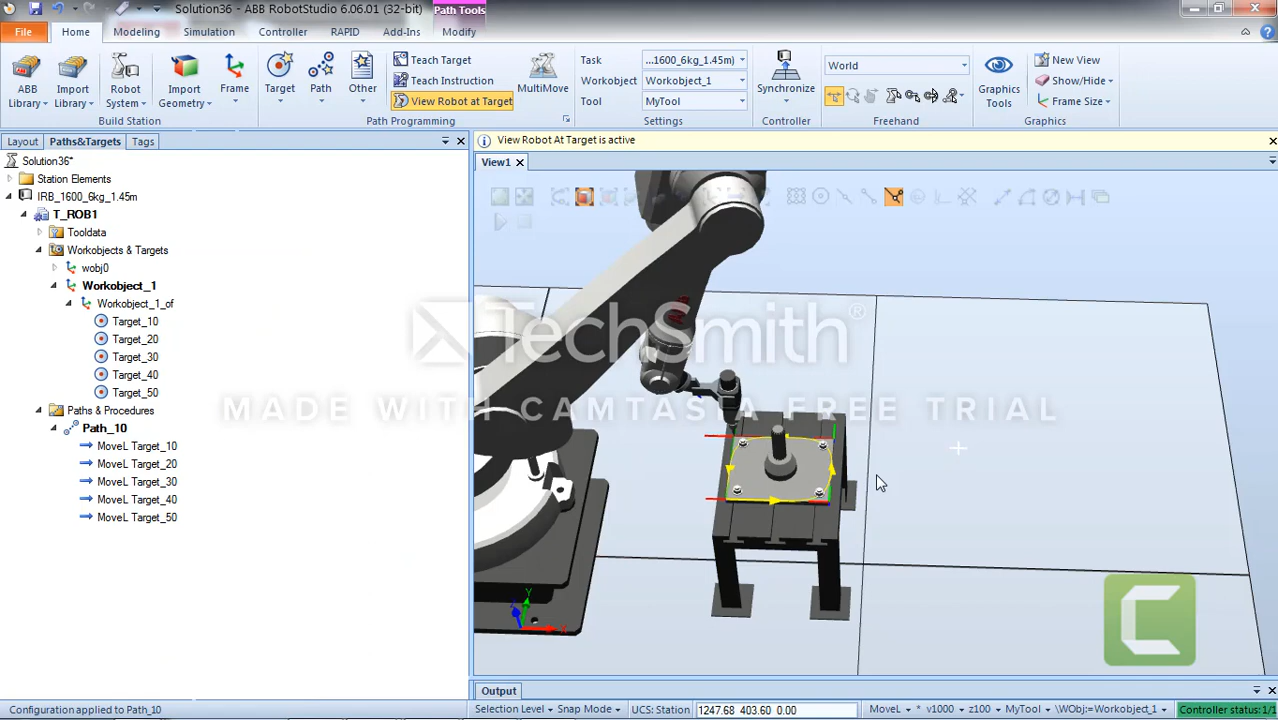 Solution36 - ABB RobotStudio 6.06.01 (32-bit)
Path Tools
File
Home
Modeling
Simulation
Controller
RAPID
Add-Ins
Modify
ABB Library
Import Library
Robot System
Import Geometry
Frame
Build Station
Target
Path
Other
Teach Target
Teach Instruction
View Robot at Target
MultiMove
Path Programming
Task ...1600_6kg_1.45m)
Workobject Workobject_1
Tool MyTool
Settings
Synchronize
Controller
World
Freehand
Graphics Tools
New View
Show/Hide
Frame Size
Graphics
Layout
Paths&Targets
Tags
Solution36*
Station Elements
IRB_1600_6kg_1.45m
T_ROB1
Tooldata
Workobjects & Targets
wobj0
Workobject_1
Workobject_1_of
Target_10
Target_20
Target_30
Target_40
Target_50
Paths & Procedures
Path_10
MoveL Target_10
MoveL Target_20
MoveL Target_30
MoveL Target_40
MoveL Target_50
View Robot At Target is active
View1
TechSmith®
MADE WITH CAMTASIA FREE TRIAL
Y
X
Output
Configuration applied to Path_10
Selection Level
Snap Mode
UCS: Station
1247.68 403.60 0.00
MoveL * v1000 z100 MyTool \WObj:=Workobject_1
Controller status: 1/1